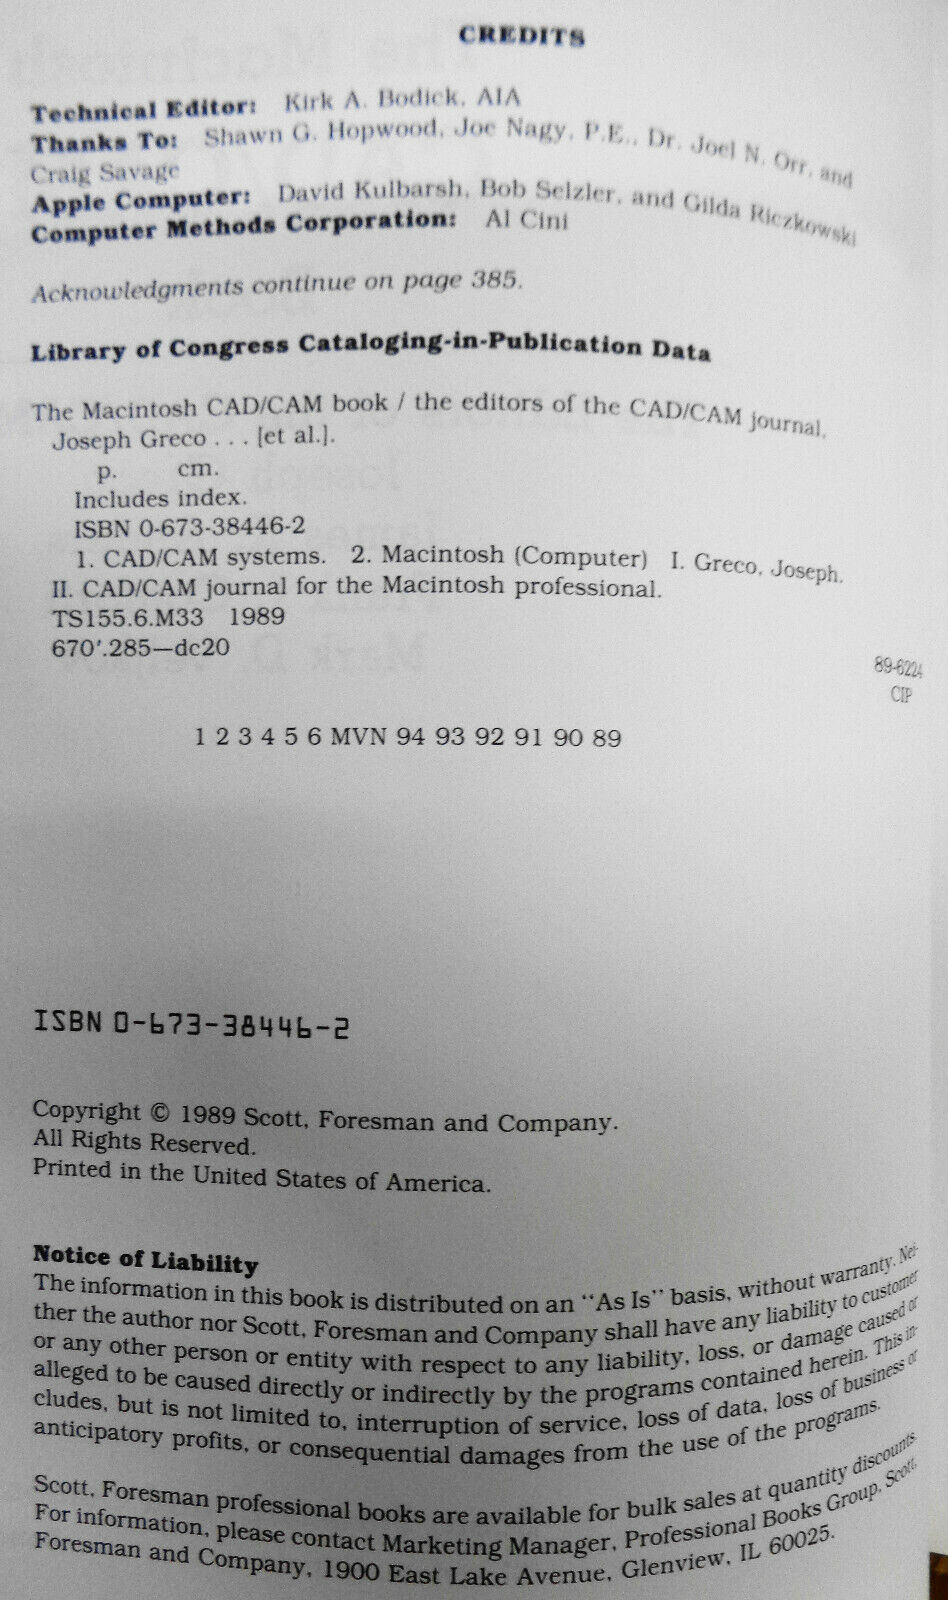 CREDITS
Technical Editor: Kirk A. Bodick, AIA
Thanks To: Shawn G. Hopwood, Joe Nagy, P.E., Dr. Joel N. Orr, and
Craig Savage
Apple Computer: David Kulbarsh, Bob Selzler, and Gilda Riczkowski
Computer Methods Corporation: Al Cini
Acknowledgments continue on page 385.
Library of Congress Cataloging-in-Publication Data
The Macintosh CAD/CAM book / the editors of the CAD/CAM journal,
Joseph Greco . . . [et al.].
p. cm.
Includes index.
ISBN 0-673-38446-2
1. CAD/CAM systems. 2. Macintosh (Computer) I. Greco, Joseph.
II. CAD/CAM journal for the Macintosh professional.
TS155.6.M33 1989
670'.285—dc20
89-6224
CIP
1 2 3 4 5 6 MVN 94 93 92 91 90 89
ISBN 0-673-38446-2
Copyright © 1989 Scott, Foresman and Company.
All Rights Reserved.
Printed in the United States of America.
Notice of Liability
The information in this book is distributed on an "As Is" basis, without warranty. Nei-
ther the author nor Scott, Foresman and Company shall have any liability to customer
or any other person or entity with respect to any liability, loss, or damage caused or
alleged to be caused directly or indirectly by the programs contained herein. This in-
cludes, but is not limited to, interruption of service, loss of data, loss of business or
anticipatory profits, or consequential damages from the use of the programs.
Scott, Foresman professional books are available for bulk sales at quantity discounts.
For information, please contact Marketing Manager, Professional Books Group, Scott,
Foresman and Company, 1900 East Lake Avenue, Glenview, IL 60025.